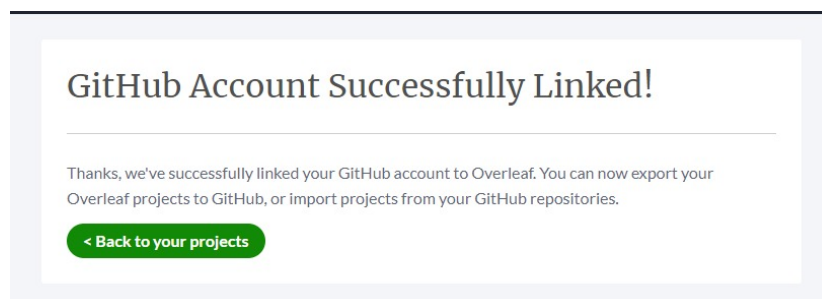 GitHub Account Successfully Linked!
Thanks, we've successfully linked your GitHub account to Overleaf. You can now export your
Overleaf projects to GitHub, or import projects from your GitHub repositories.
< Back to your projects